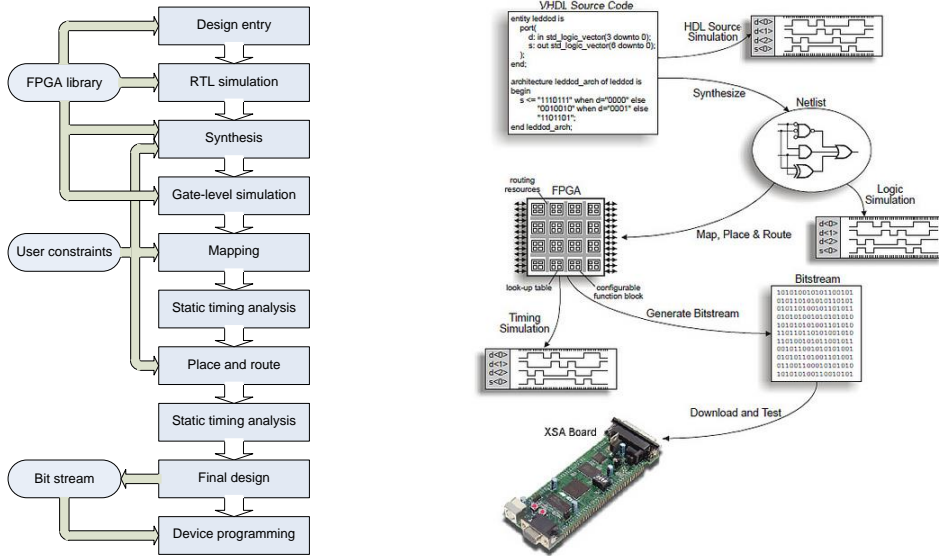 Design entry
FPGA library
RTL simulation
Synthesis
Gate-level simulation
User constraints
Mapping
Static timing analysis
Place and route
Static timing analysis
Bit stream
Final design
Device programming
VHDL Source Code
entity leddcd is
port(
d: in std_logic_vector(3 downto 0);
s: out std_logic_vector(6 downto 0);
);
end;
architecture leddcd_arch of leddcd is
begin
s <= "1110111" when d="0000" else
"0010010" when d="0001" else
"1101101";
end leddcd_arch;
HDL Source
Simulation
d<0>
d<1>
d<2>
s<0>
Synthesize
Netlist
Logic
Simulation
d<0>
d<1>
d<2>
s<0>
routing
resources
FPGA
Map, Place & Route
look-up table
configurable
function block
Timing
Simulation
d<0>
d<1>
d<2>
s<0>
Generate Bitstream
Bitstream
Download and Test
XSA Board